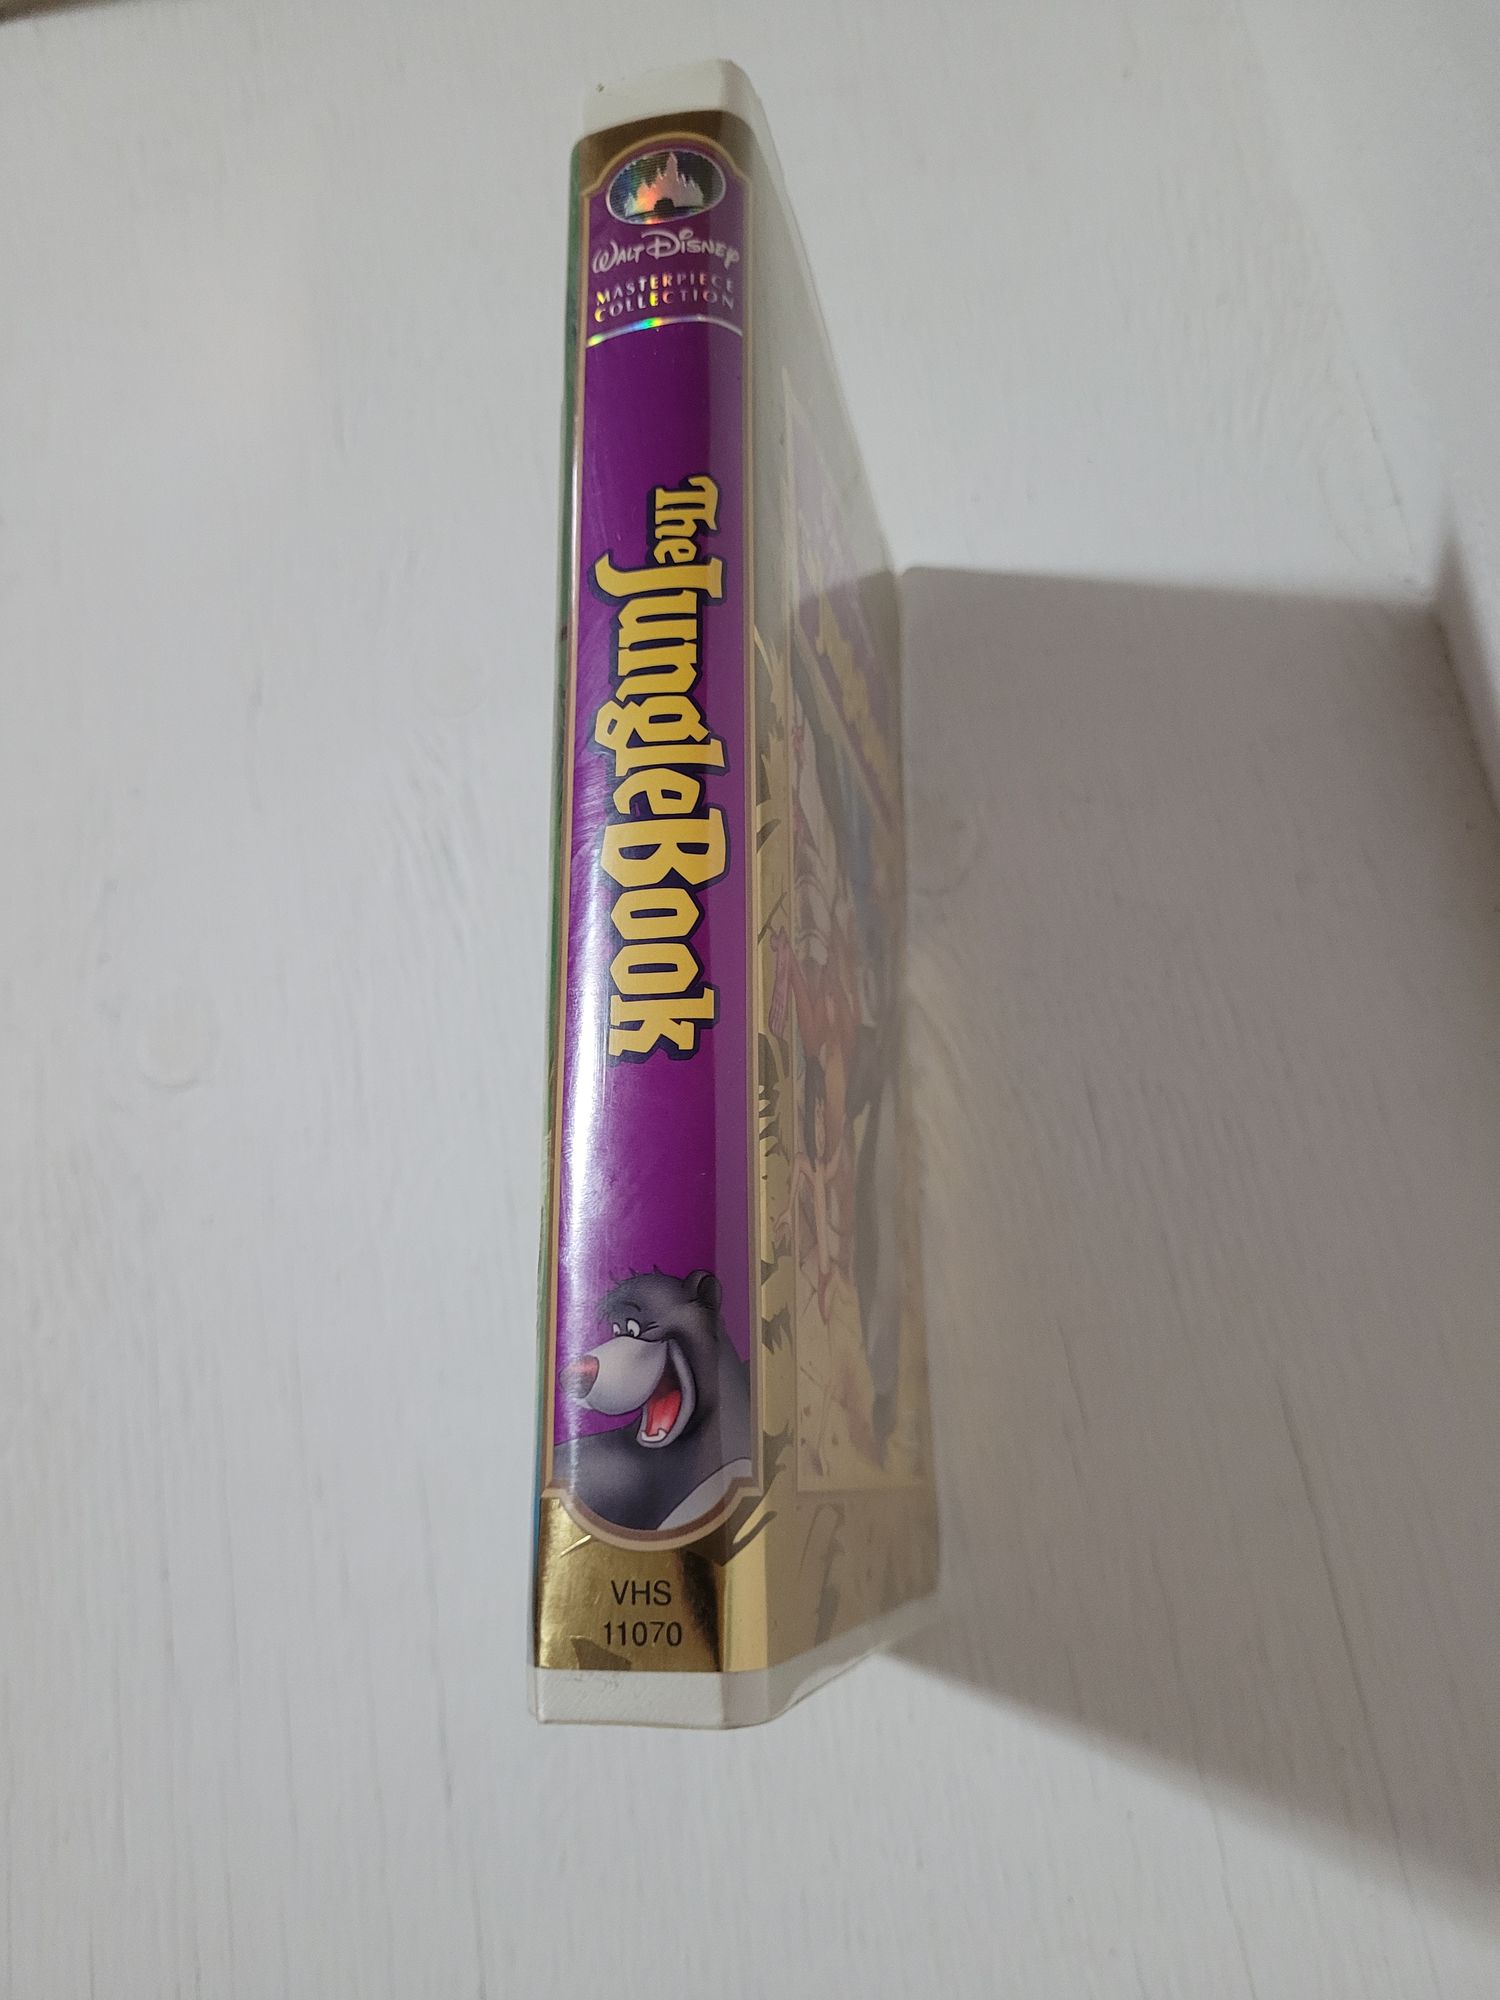 Walt Disney
MASTERPIECE
COLLECTION
The Jungle Book
VHS
11070